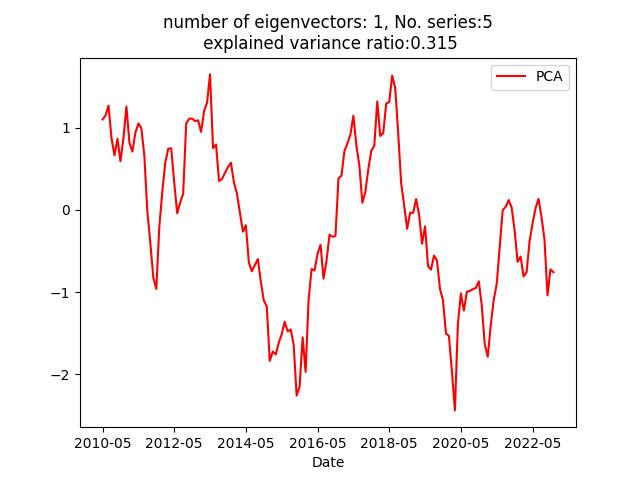 number of eigenvectors: 1, No. series:5
explained variance ratio:0.315
PCA
1
0
−1
−2
2010-05 2012-05 2014-05 2016-05 2018-05 2020-05 2022-05
Date